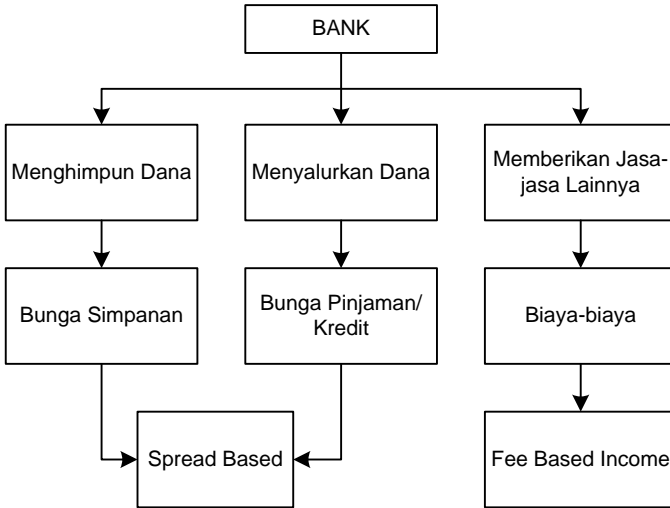 BANK
Menghimpun Dana
Menyalurkan Dana
Memberikan Jasa-
jasa Lainnya
Bunga Simpanan
Bunga Pinjaman/
Kredit
Biaya-biaya
Spread Based
Fee Based Income